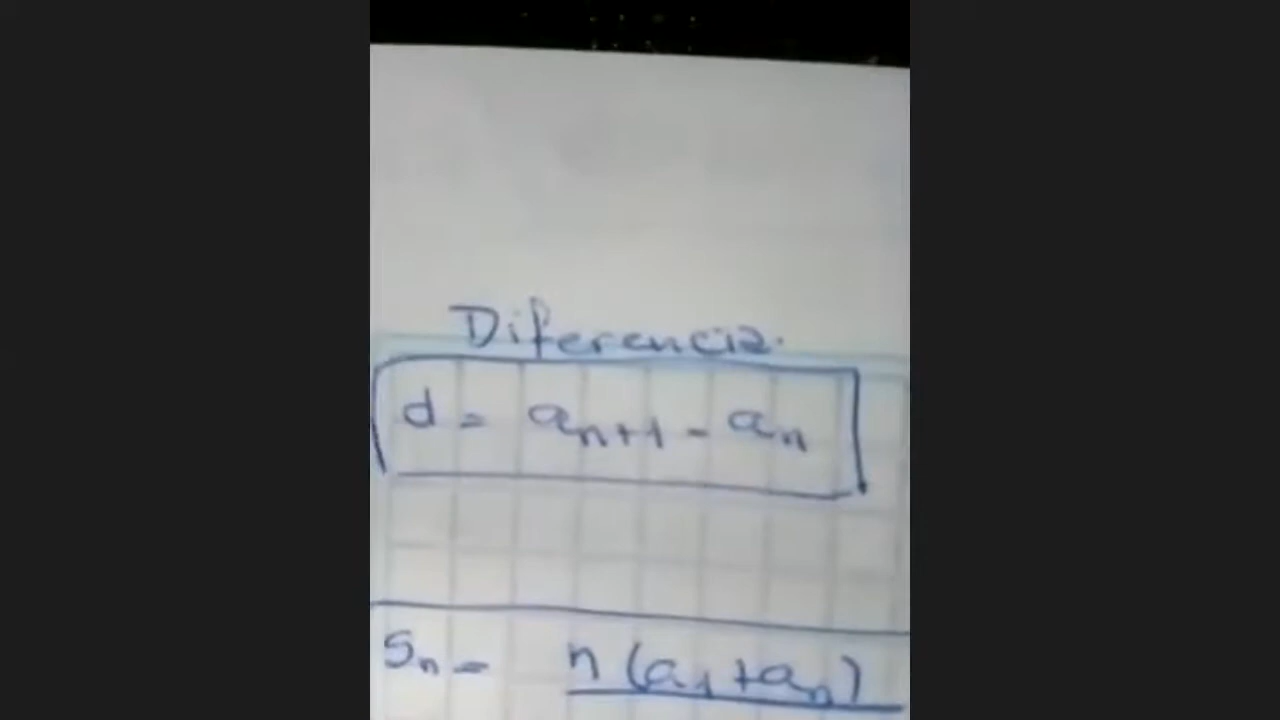 Diferencia.
d = aₙ₊₁ - aₙ
Sₙ = n(a₁+aₙ)